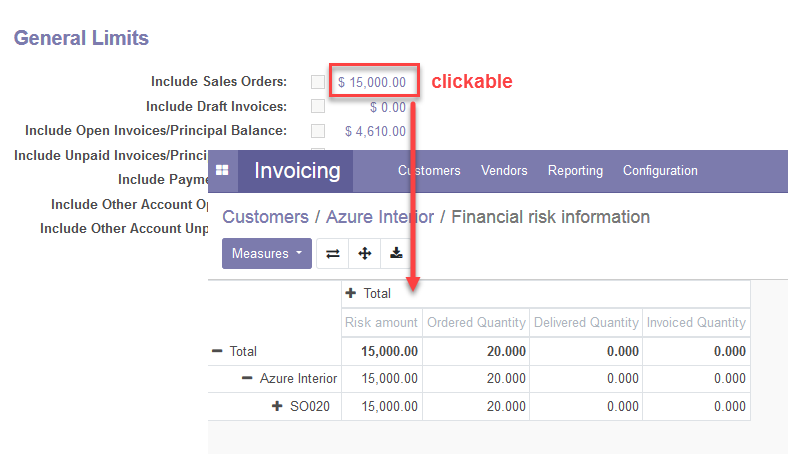 General Limits
Include Sales Orders: $ 15,000.00 clickable
Include Draft Invoices: $ 0.00
Include Open Invoices/Principal Balance: $ 4,610.00
Include Unpaid Invoices/Princi
Include Payme
Include Other Account Op
Include Other Account Unp
Invoicing Customers Vendors Reporting Configuration
Customers / Azure Interior / Financial risk information
Measures
Total
Risk amount Ordered Quantity Delivered Quantity Invoiced Quantity
Total 15,000.00 20.000 0.000 0.000
Azure Interior 15,000.00 20.000 0.000 0.000
SO020 15,000.00 20.000 0.000 0.000